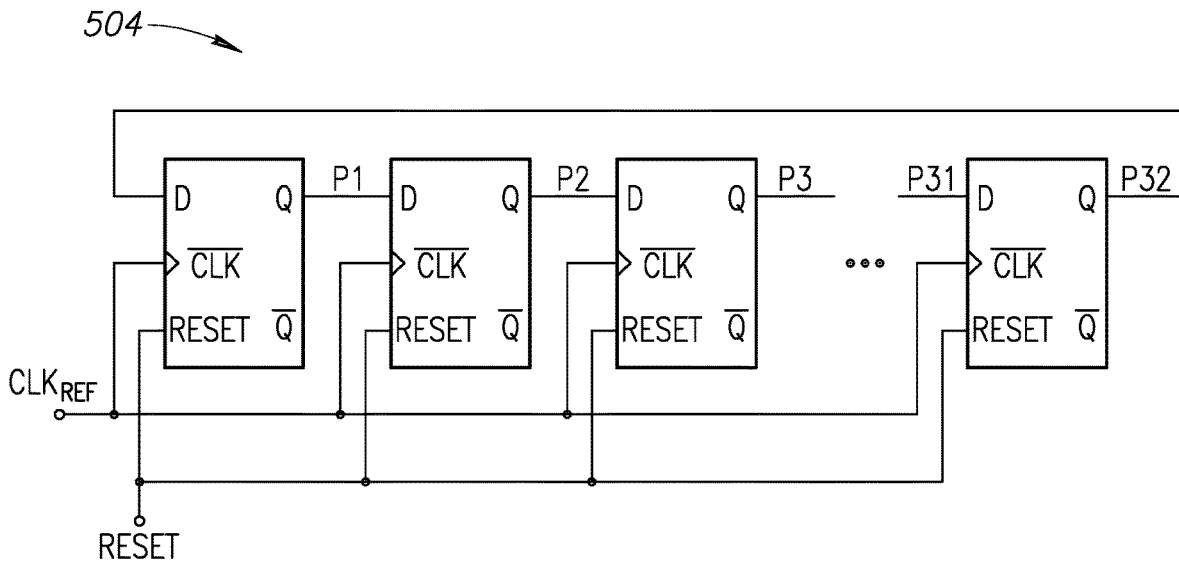 504
P1 P2 P3 P31 P32
D Q D Q D Q D Q
CLK CLK CLK CLK
RESET Q RESET Q RESET Q RESET Q
CLKREF
RESET